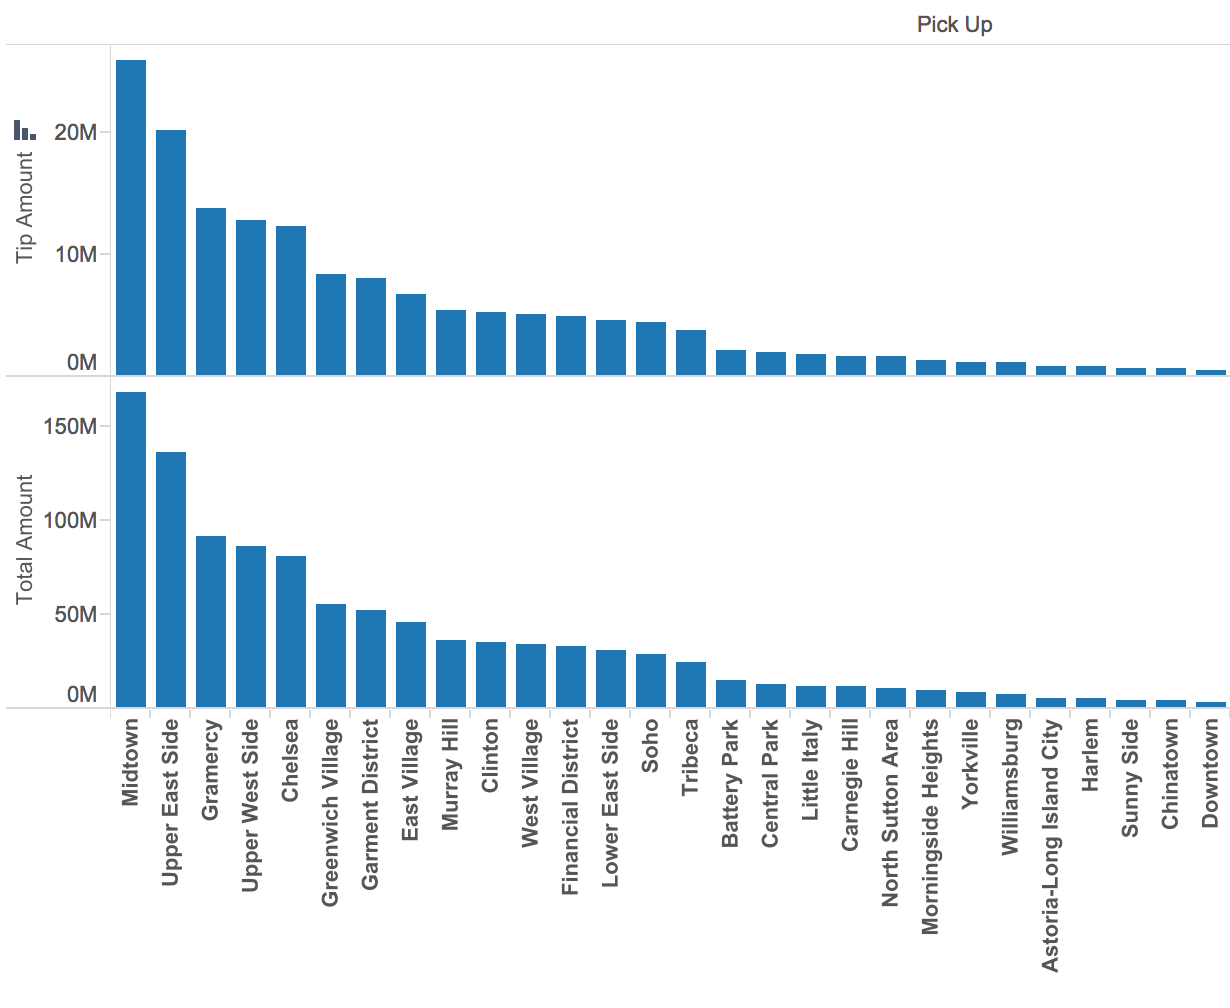 Pick Up
Tip Amount
20M
10M
0M
Total Amount
150M
100M
50M
0M
Midtown
Upper East Side
Gramercy
Upper West Side
Chelsea
Greenwich Village
Garment District
East Village
Murray Hill
Clinton
West Village
Financial District
Lower East Side
Soho
Tribeca
Battery Park
Central Park
Little Italy
Carnegie Hill
North Sutton Area
Morningside Heights
Yorkville
Williamsburg
Astoria-Long Island City
Harlem
Sunny Side
Chinatown
Downtown